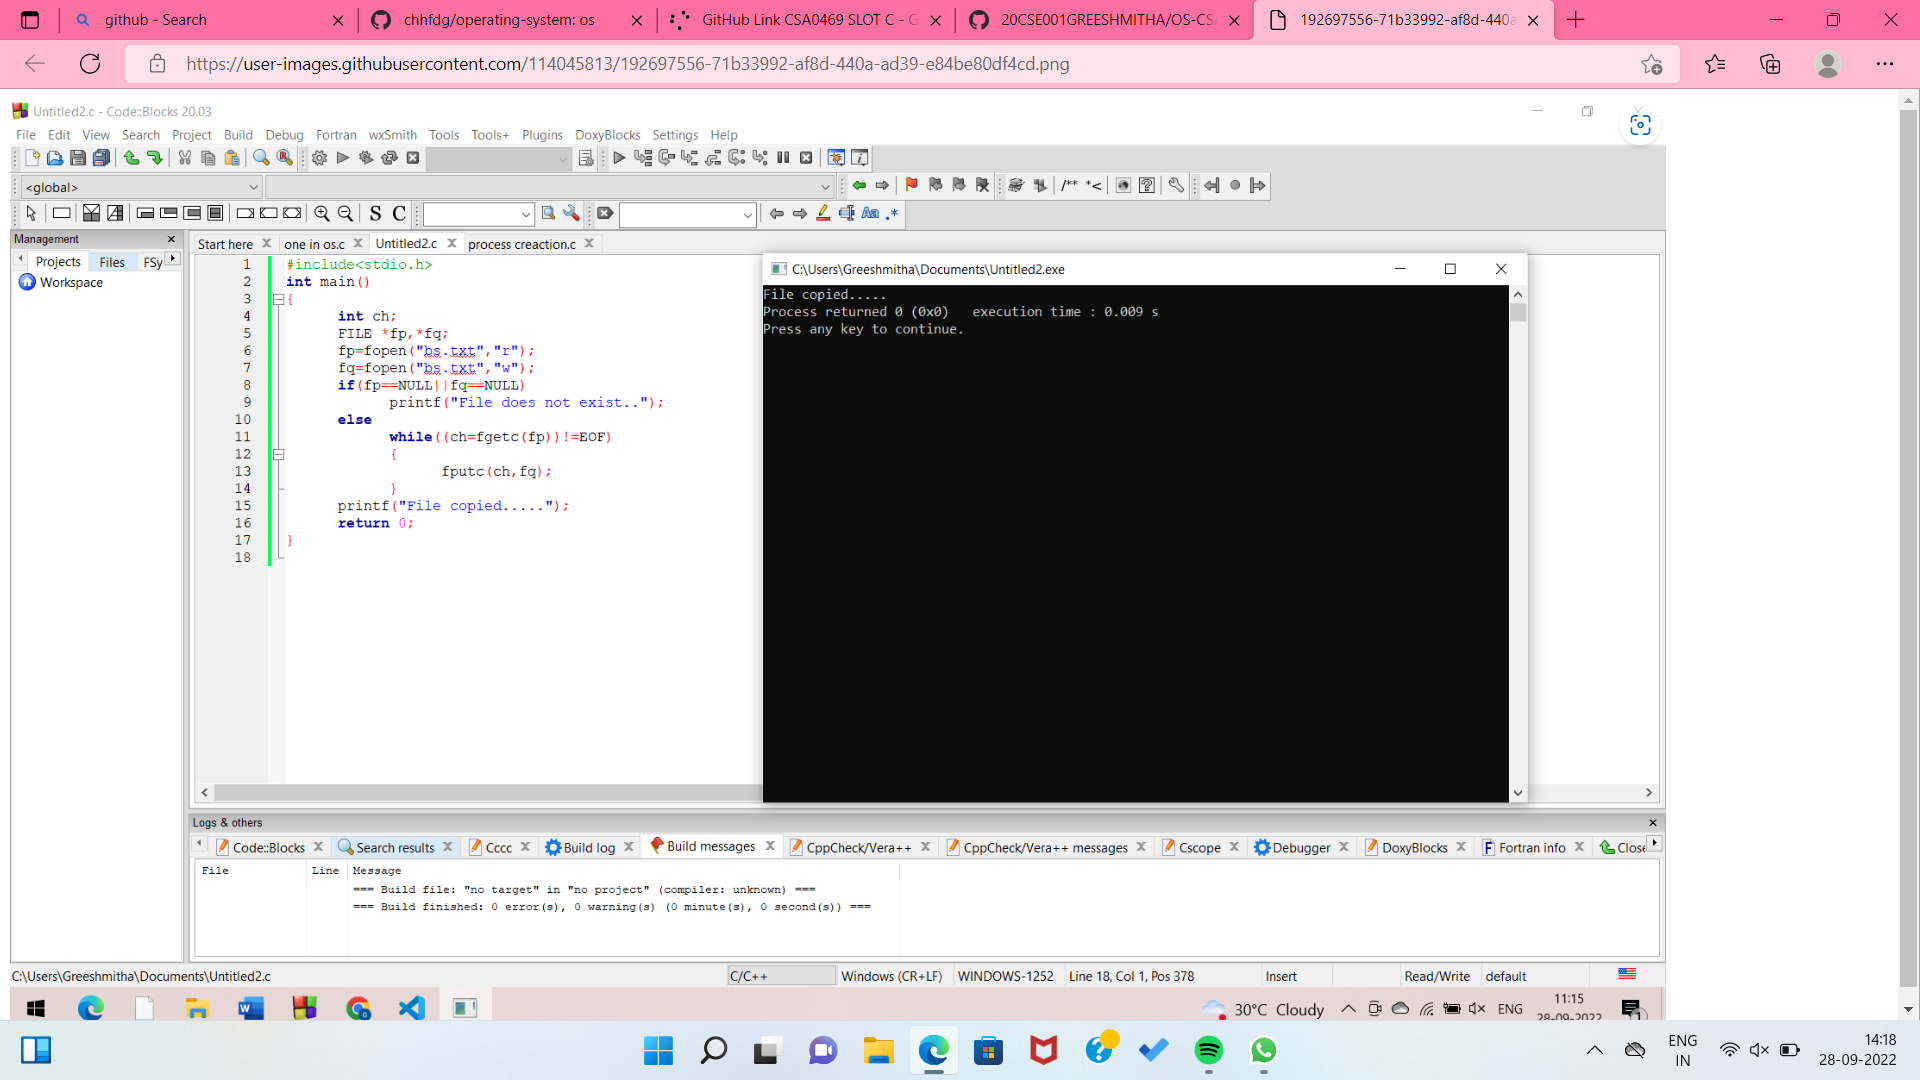 github - Search
chhfdg/operating-system: os
GitHub Link CSA0469 SLOT C - G
20CSE001GREESHMITHA/OS-CSA
192697556-71b33992-af8d-440a
https://user-images.githubusercontent.com/114045813/192697556-71b33992-af8d-440a-ad39-e84be80df4cd.png
Untitled2.c - Code::Blocks 20.03
File Edit View Search Project Build Debug Fortran wxSmith Tools Tools+ Plugins DoxyBlocks Settings Help
<global>
/** *<
S C
Aa .*
Management
Projects Files FSy
Workspace
Start here one in os.c Untitled2.c process creaction.c
1 #include<stdio.h>
2 int main()
3 {
4 int ch;
5 FILE *fp,*fq;
6 fp=fopen("bs.txt","r");
7 fq=fopen("bs.txt","w");
8 if(fp==NULL||fq==NULL)
9 printf("File does not exist..");
10 else
11 while((ch=fgetc(fp))!=EOF)
12 {
13 fputc(ch,fq);
14 }
15 printf("File copied.....");
16 return 0;
17 }
18
C:\Users\Greeshmitha\Documents\Untitled2.exe
File copied.....
Process returned 0 (0x0)   execution time : 0.009 s
Press any key to continue.
Logs & others
Code::Blocks Search results Cccc Build log Build messages CppCheck/Vera++ CppCheck/Vera++ messages Cscope Debugger DoxyBlocks Fortran info Close
File Line Message
=== Build file: "no target" in "no project" (compiler: unknown) ===
=== Build finished: 0 error(s), 0 warning(s) (0 minute(s), 0 second(s)) ===
C:\Users\Greeshmitha\Documents\Untitled2.c C/C++ Windows (CR+LF) WINDOWS-1252 Line 18, Col 1, Pos 378 Insert Read/Write default
30°C Cloudy ENG 11:15
28-09-2022
ENG
IN
14:18
28-09-2022